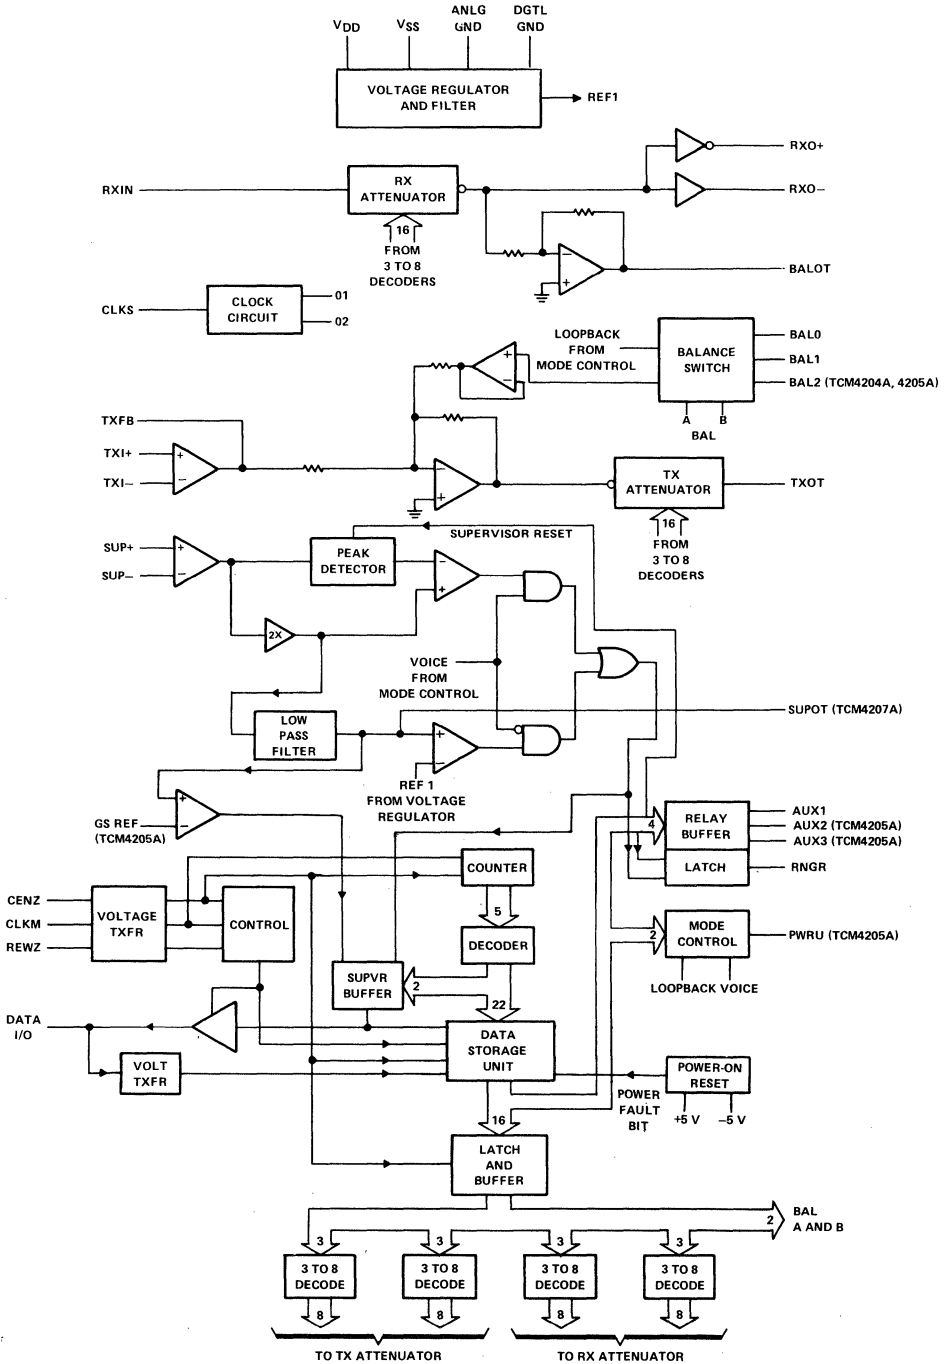 VDD
VSS
ANLG
GND
DGTL
GND
VOLTAGE REGULATOR
AND FILTER
REF1
RXIN
RX
ATTENUATOR
16
FROM
3 TO 8
DECODERS
RXO+
RXO−
−
+
BALOT
CLKS
CLOCK
CIRCUIT
01
02
LOOPBACK
FROM
MODE CONTROL
BALANCE
SWITCH
BAL0
BAL1
BAL2 (TCM4204A, 4205A)
A
B
BAL
+
−
TXFB
TXI+
TXI−
+
−
−
+
TX
ATTENUATOR
TXOT
16
FROM
3 TO 8
DECODERS
SUPERVISOR RESET
SUP+
SUP−
+
−
PEAK
DETECTOR
−
+
2X
VOICE
FROM
MODE CONTROL
LOW
PASS
FILTER
SUPOT (TCM4207A)
+
−
REF 1
FROM VOLTAGE
REGULATOR
GS REF
(TCM4205A)
+
−
4
RELAY
BUFFER
AUX1
AUX2 (TCM4205A)
AUX3 (TCM4205A)
LATCH
RNGR
COUNTER
5
DECODER
CENZ
CLKM
REWZ
VOLTAGE
TXFR
CONTROL
2
MODE
CONTROL
PWRU (TCM4205A)
LOOPBACK VOICE
SUPVR
BUFFER
2
22
DATA
I/O
VOLT
TXFR
DATA
STORAGE
UNIT
POWER-ON
RESET
+5 V
−5 V
POWER
FAULT
BIT
16
LATCH
AND
BUFFER
2
BAL
A AND B
3
3
3
3
3 TO 8
DECODE
3 TO 8
DECODE
3 TO 8
DECODE
3 TO 8
DECODE
8
8
8
8
TO TX ATTENUATOR
TO RX ATTENUATOR